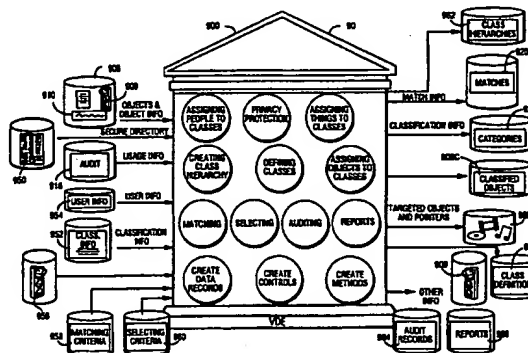 900
90
908
909
910
OBJECTS & OBJECT INFO
950
SECURE DIRECTORY
AUDIT
USAGE INFO
916
USER INFO
USER INFO
954
CLASS. INFO
CLASSIFICATION INFO
952
956
MATCHING CRITERIA
958
SELECTING CRITERIA
960
ASSIGNING PEOPLE TO CLASSES
PRIVACY PROTECTION
ASSIGNING THINGS TO CLASSES
CREATING CLASS HIERARCHY
DEFINING CLASSES
ASSIGNING OBJECTS TO CLASSES
MATCHING
SELECTING
AUDITING
REPORTS
CREATE DATA RECORDS
CREATE CONTROLS
CREATE METHODS
VDE
962
CLASS HIERARCHIES
MATCHES
MATCH INFO
CLASSIFICATION INFO
CATEGORIES
CLASSIFIED OBJECTS
TARGETED OBJECTS AND POINTERS
CLASS DEFINITION
OTHER INFO
AUDIT RECORDS
REPORTS